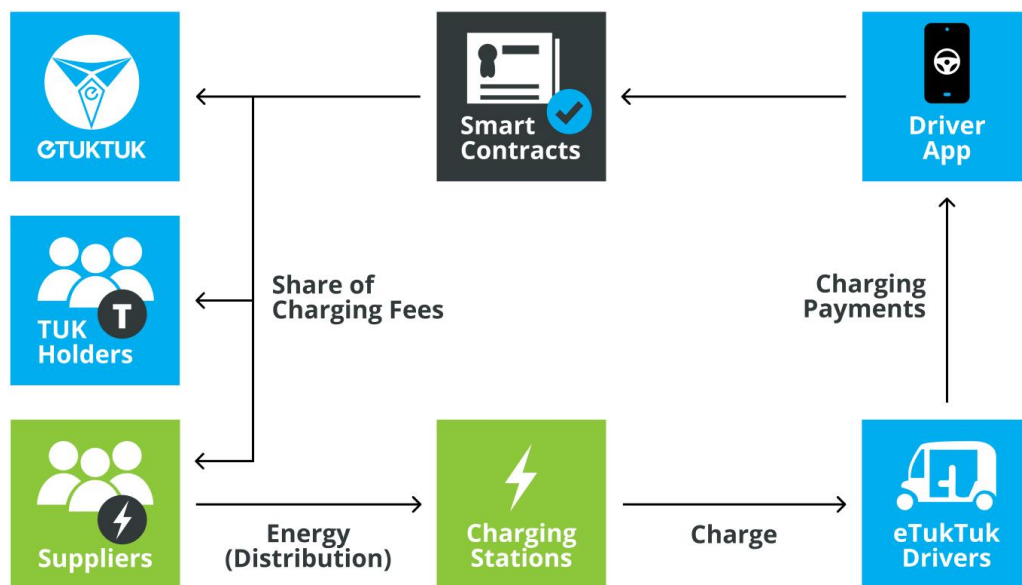 eTUKTUK
Smart
Contracts
Driver
App
TUK
Holders
T
Share of
Charging Fees
Charging
Payments
Suppliers
Energy
(Distribution)
Charging
Stations
Charge
eTukTuk
Drivers